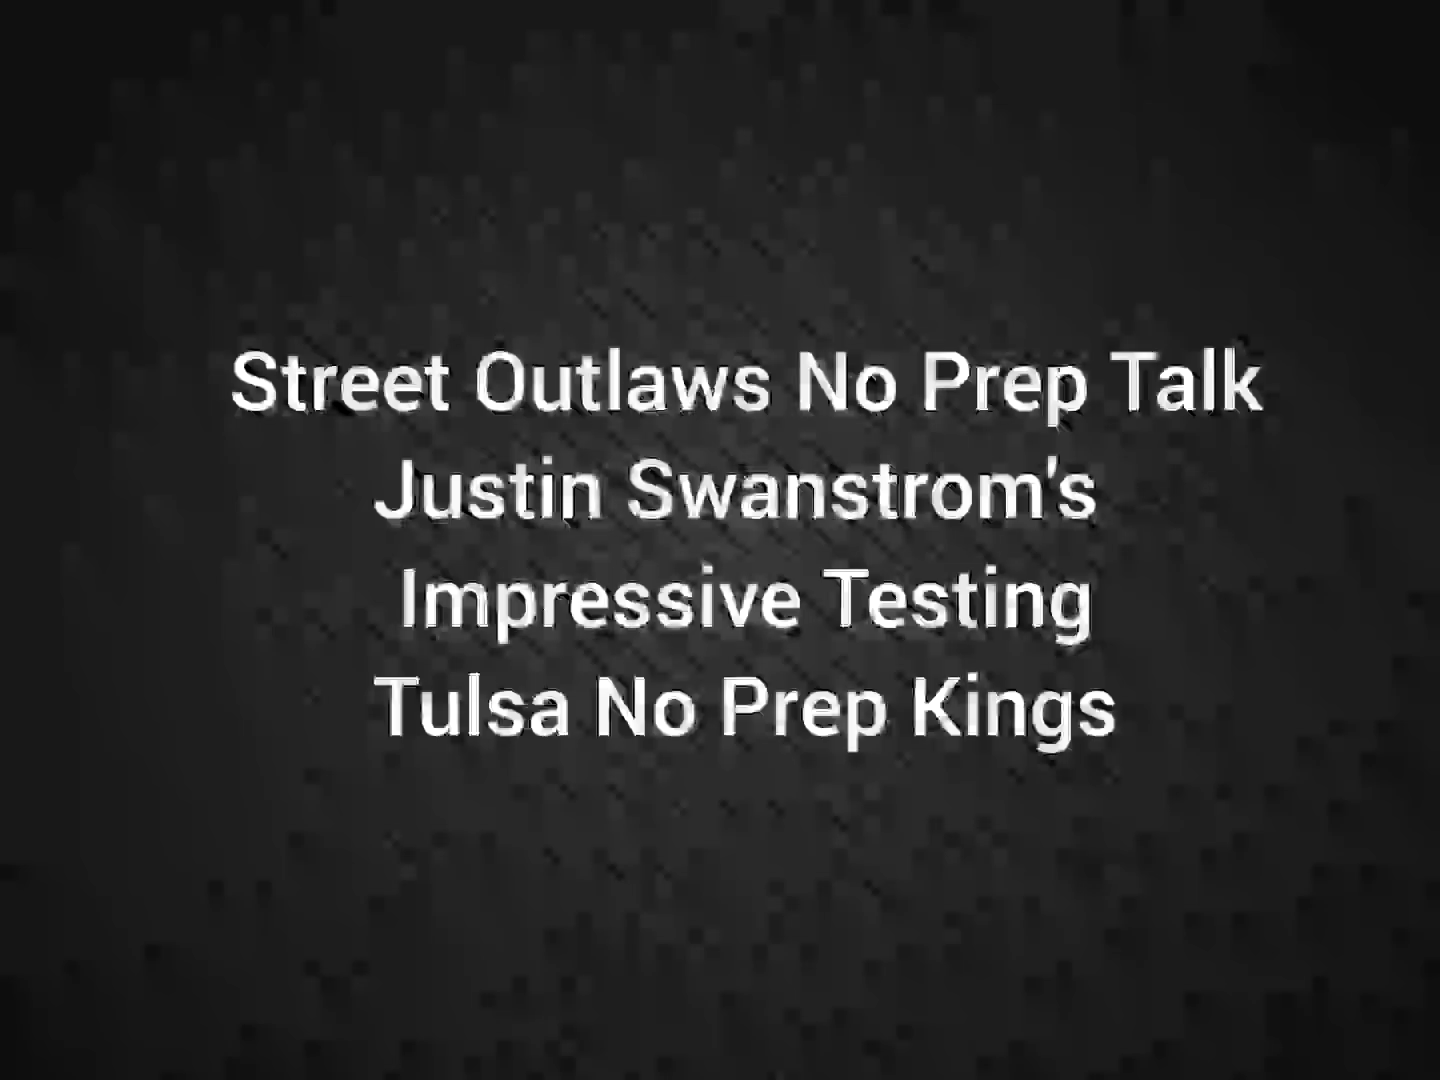 Street Outlaws No Prep Talk
Justin Swanstrom's
Impressive Testing
Tulsa No Prep Kings